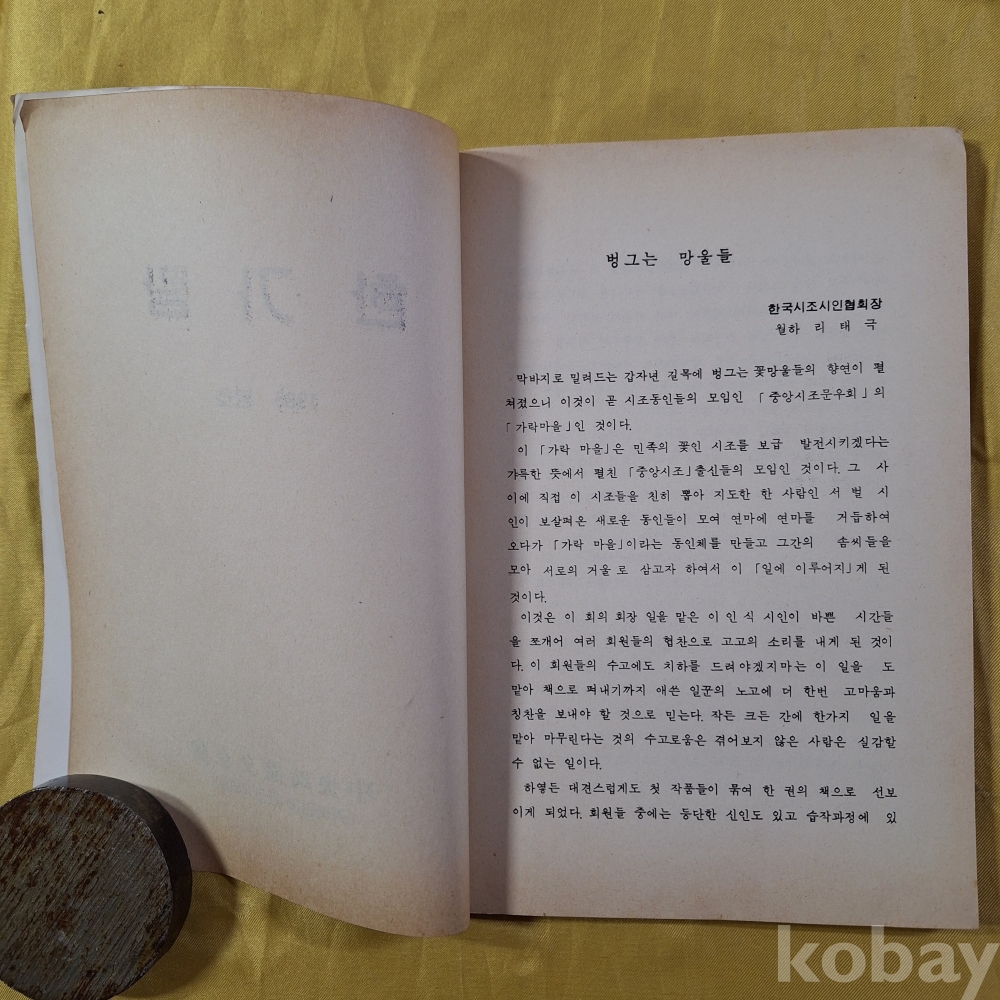 벙그는 망울들
한국시조시인협회장
월하 리 태 극
막바지로 밀려드는 갑자년 길목에 벙그는 꽃망울들의 향연이 펼
쳐졌으니 이것이 곧 시조동인들의 모임인 「중앙시조문우회」의
「가락마을」인 것이다.
이 「가락 마을」은 민족의 꽃인 시조를 보급 발전시키겠다는
갸륵한 뜻에서 펼친 「중앙시조」출신들의 모임인 것이다. 그 사
이에 직접 이 시조들을 친히 뽑아 지도한 한 사람인 서 벌 시
인이 보살펴온 새로운 동인들이 모여 연마에 연마를 거듭하여
오다가 「가락 마을」이라는 동인체를 만들고 그간의 솜씨들을
모아 서로의 거울로 삼고자 하여서 이 「일에 이루어지」게 된
것이다.
이것은 이 회의 회장 일을 맡은 이 인 식 시인이 바쁜 시간들
을 쪼개어 여러 회원들의 협찬으로 고고의 소리를 내게 된 것이
다. 이 회원들의 수고에도 치하를 드려야겠지마는 이 일을 도
맡아 책으로 펴내기까지 애쓴 일꾼의 노고에 더 한번 고마움과
칭찬을 보내야 할 것으로 믿는다. 작든 크든 간에 한가지 일을
맡아 마무린다는 것의 수고로움은 겪어보지 않은 사람은 실감할
수 없는 일이다.
하영든 대견스럽게도 첫 작품들이 묶여 한 권의 책으로 선보
이게 되었다. 회원들 중에는 등단한 신인도 있고 습작과정에 있
kobay